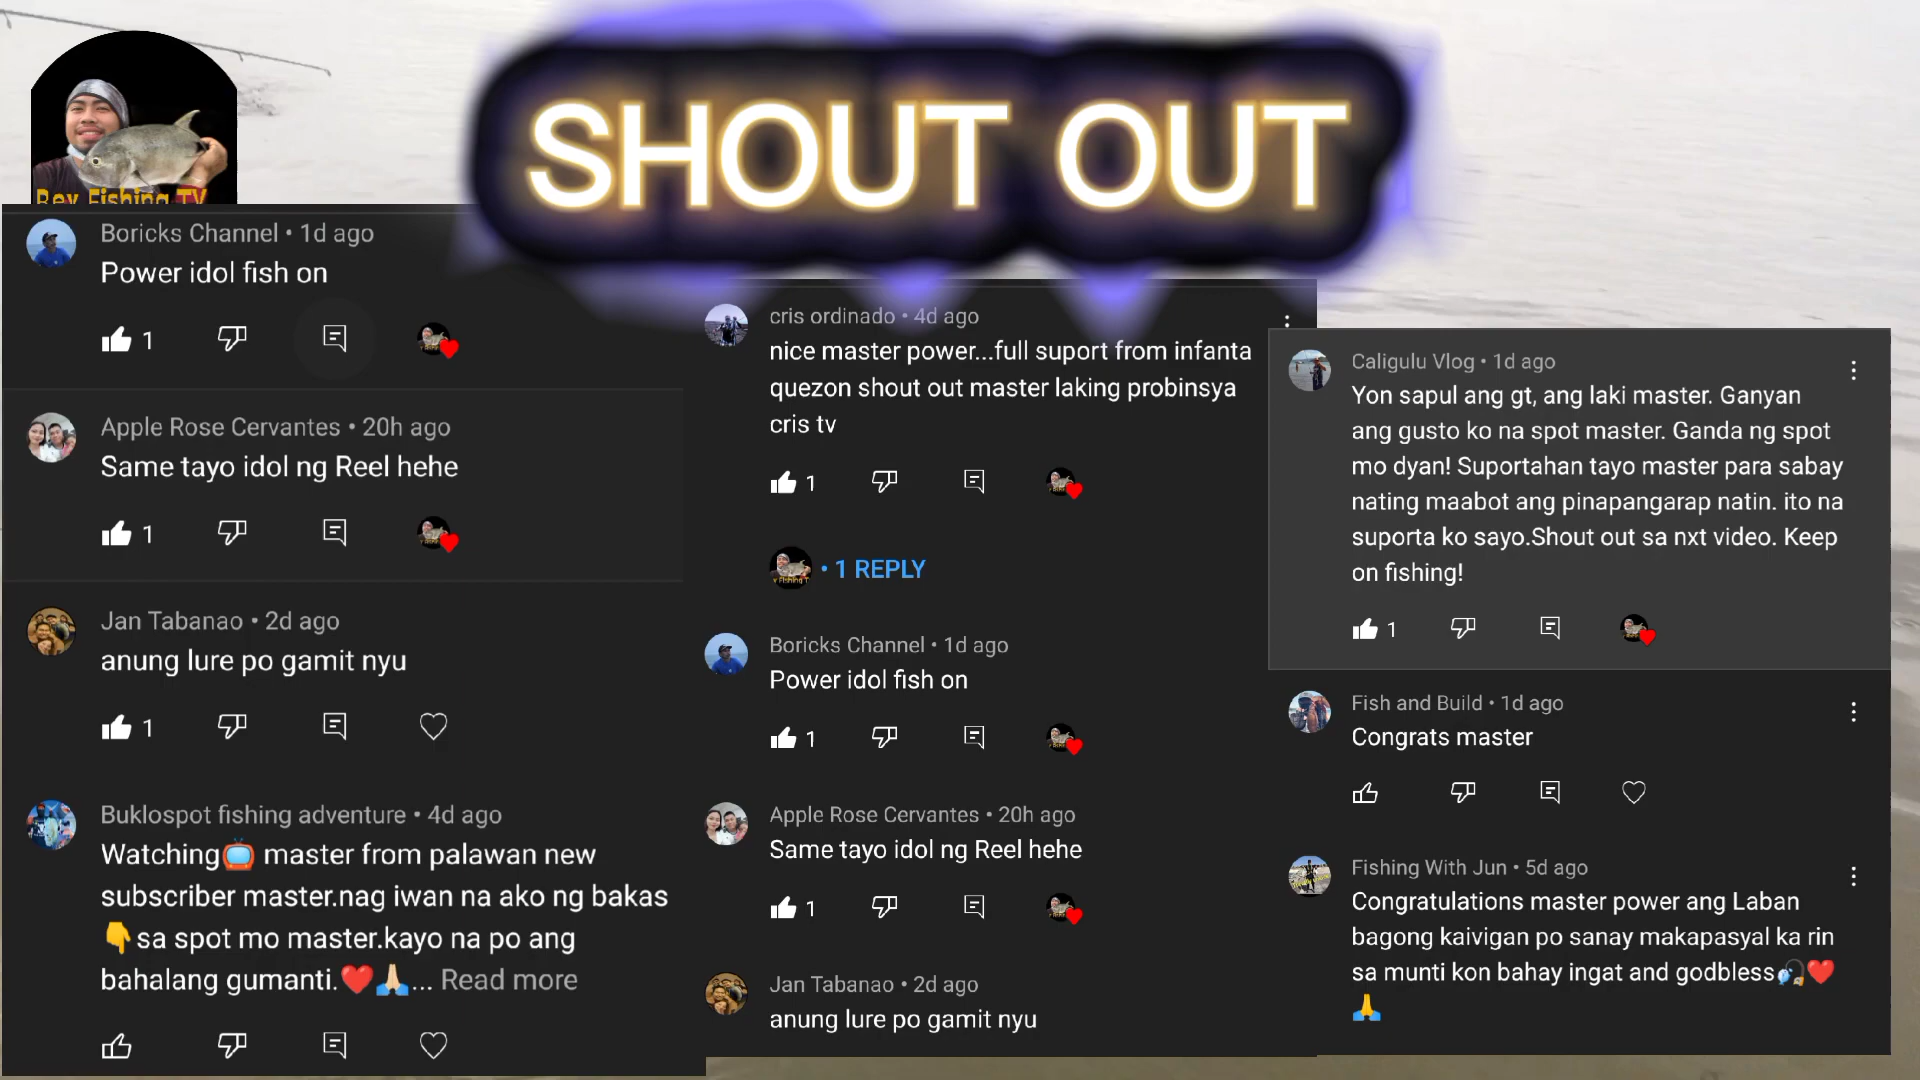 SHOUT OUT
Rey Fishing TV
Boricks Channel • 1d ago
Power idol fish on
1
Apple Rose Cervantes • 20h ago
Same tayo idol ng Reel hehe
1
Jan Tabanao • 2d ago
anung lure po gamit nyu
1
Buklospot fishing adventure • 4d ago
Watching📺 master from palawan new
subscriber master.nag iwan na ako ng bakas
👇sa spot mo master.kayo na po ang
bahalang gumanti.❤️🙏🏻... Read more
cris ordinado • 4d ago
nice master power...full suport from infanta
quezon shout out master laking probinsya
cris tv
1
• 1 REPLY
Boricks Channel • 1d ago
Power idol fish on
1
Apple Rose Cervantes • 20h ago
Same tayo idol ng Reel hehe
1
Jan Tabanao • 2d ago
anung lure po gamit nyu
Caligulu Vlog • 1d ago
Yon sapul ang gt, ang laki master. Ganyan
ang gusto ko na spot master. Ganda ng spot
mo dyan! Suportahan tayo master para sabay
nating maabot ang pinapangarap natin. ito na
suporta ko sayo.Shout out sa nxt video. Keep
on fishing!
1
Fish and Build • 1d ago
Congrats master
Fishing With Jun • 5d ago
Congratulations master power ang Laban
bagong kaivigan po sanay makapasyal ka rin
sa munti kon bahay ingat and godbless🎣❤️
🙏